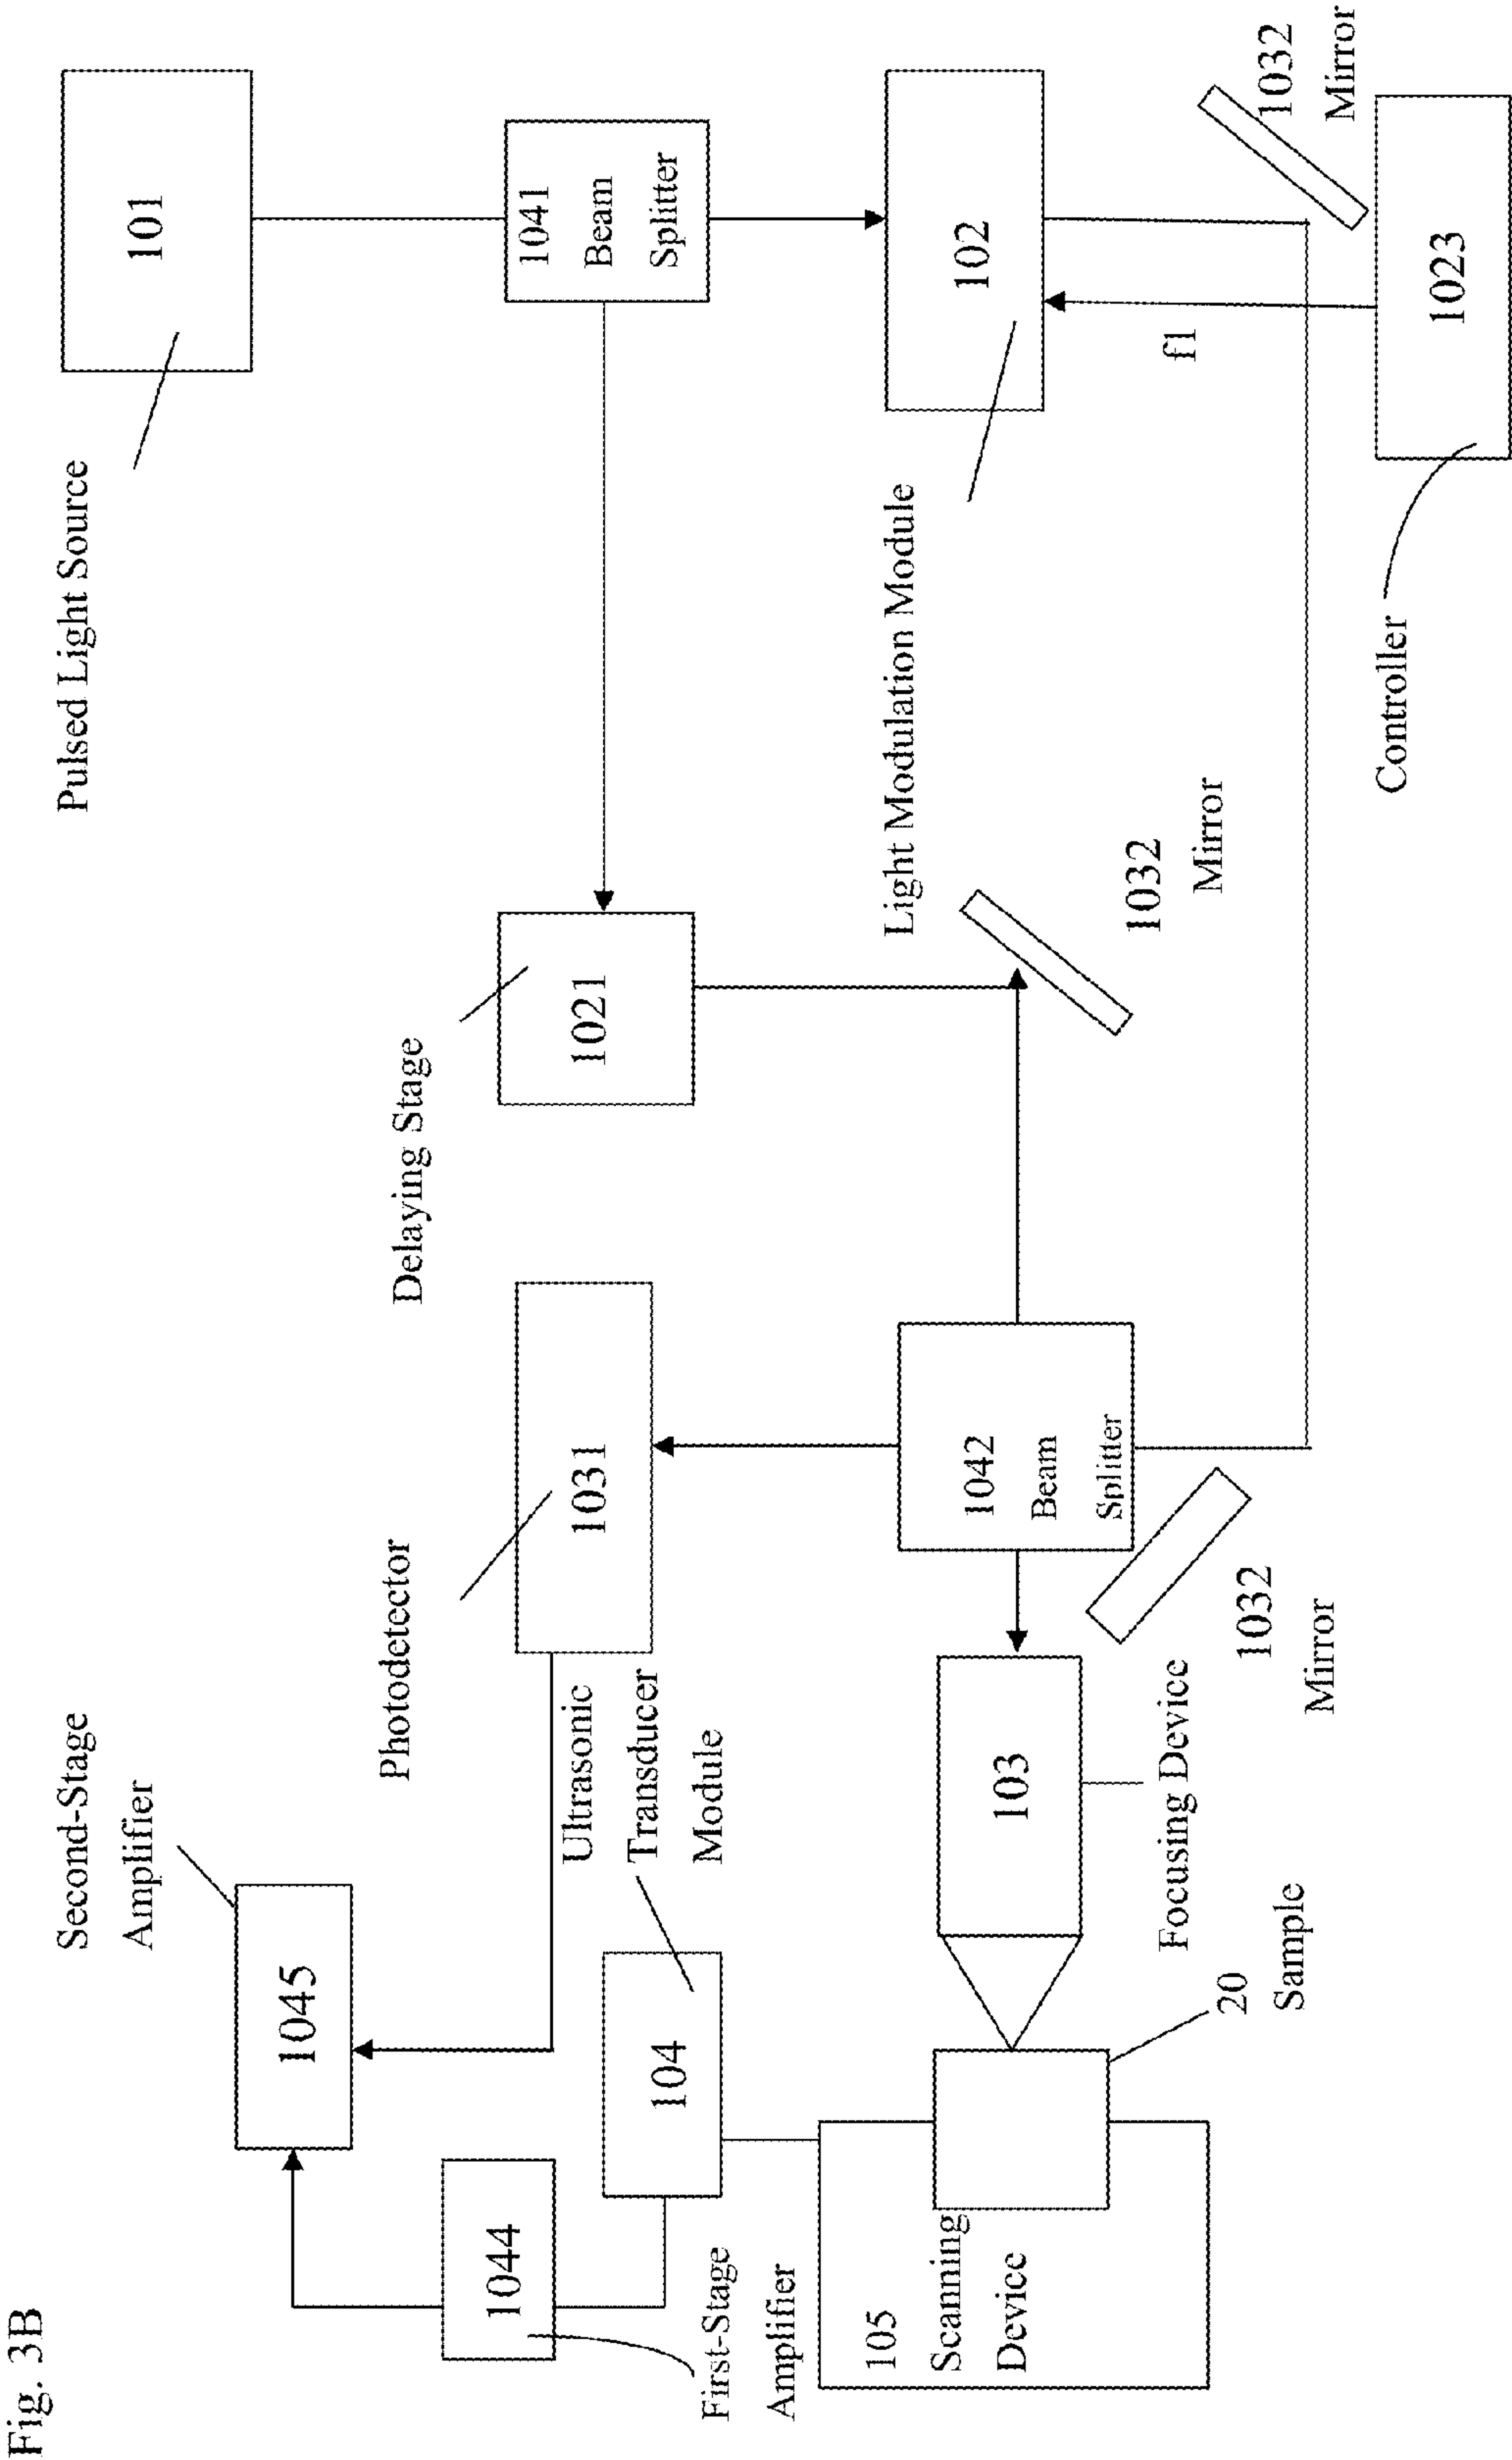 Fig. 3B
Second-Stage
Amplifier
1045
1044
First-Stage
Amplifier
Photodetector
1031
Ultrasonic
Transducer
Module
104
105
Scanning
Device
20
Sample
103
Focusing Device
1042
Beam
Splitter
1032
Mirror
Delaying Stage
1021
1032
Mirror
Pulsed Light Source
101
1041
Beam
Splitter
Light Modulation Module
102
f1
1032
Mirror
Controller
1023